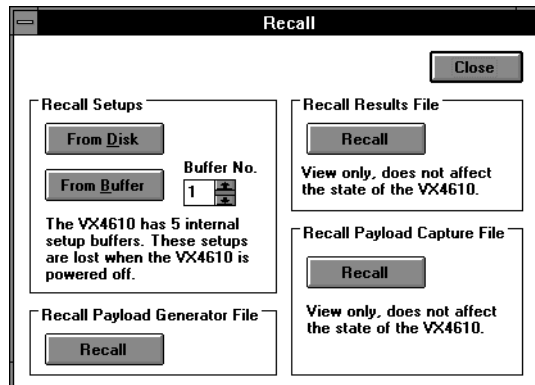 Recall
Close
Recall Setups
From Disk
From Buffer
Buffer No.
1
The VX4610 has 5 internal
setup buffers. These setups
are lost when the VX4610 is
powered off.
Recall Payload Generator File
Recall
Recall Results File
Recall
View only, does not affect
the state of the VX4610.
Recall Payload Capture File
Recall
View only, does not affect
the state of the VX4610.